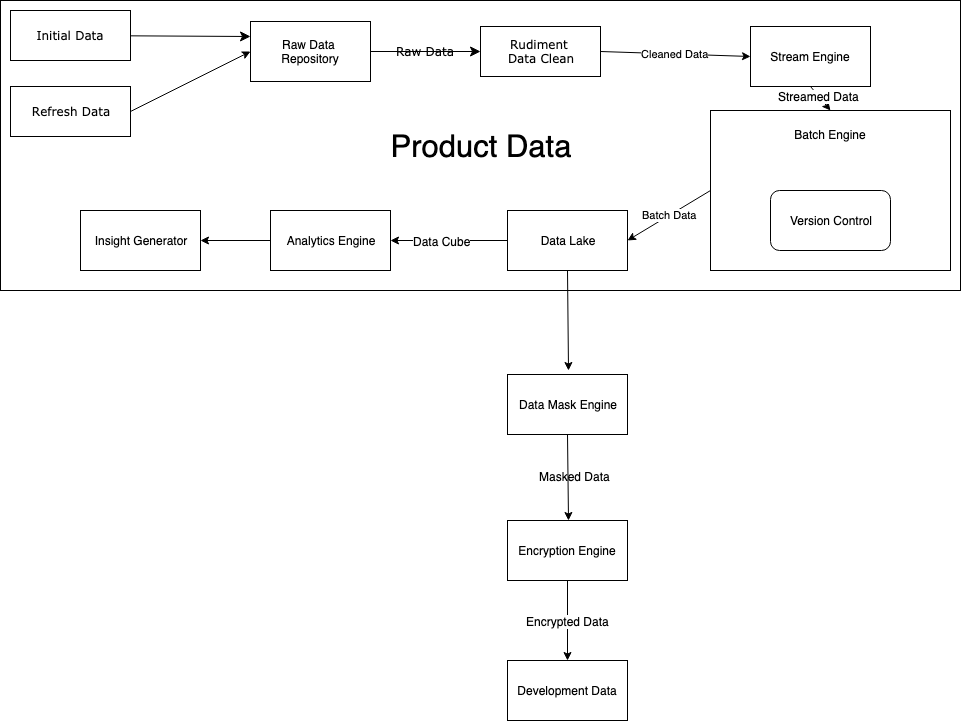 Initial Data
Raw Data
Repository
Raw Data
Rudiment
Data Clean
Cleaned Data
Stream Engine
Refresh Data
Streamed Data
Product Data
Batch Engine
Version Control
Batch Data
Insight Generator
Analytics Engine
Data Cube
Data Lake
Data Mask Engine
Masked Data
Encryption Engine
Encrypted Data
Development Data